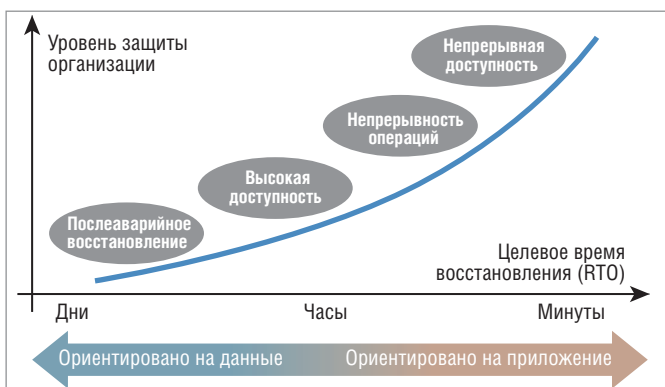 Уровень защиты
организации
Непрерывная
доступность
Непрерывность
операций
Высокая
доступность
Послеаварийное
восстановление
Целевое время
восстановления (RTO)
Дни Часы Минуты
Ориентировано на данные Ориентировано на приложение